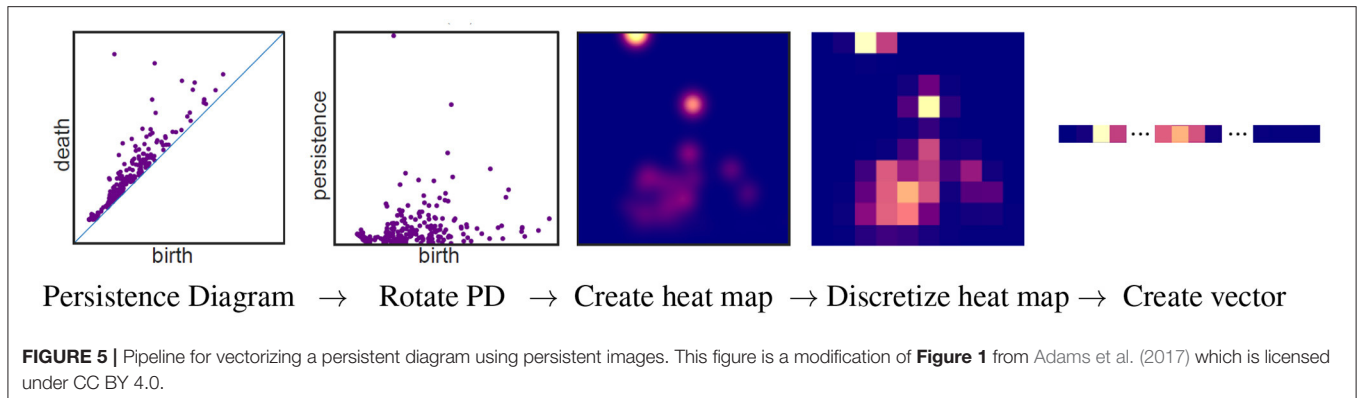 death
birth
persistence
birth
... ...
Persistence Diagram → Rotate PD → Create heat map → Discretize heat map → Create vector
FIGURE 5 | Pipeline for vectorizing a persistent diagram using persistent images. This figure is a modification of Figure 1 from Adams et al. (2017) which is licensed
under CC BY 4.0.